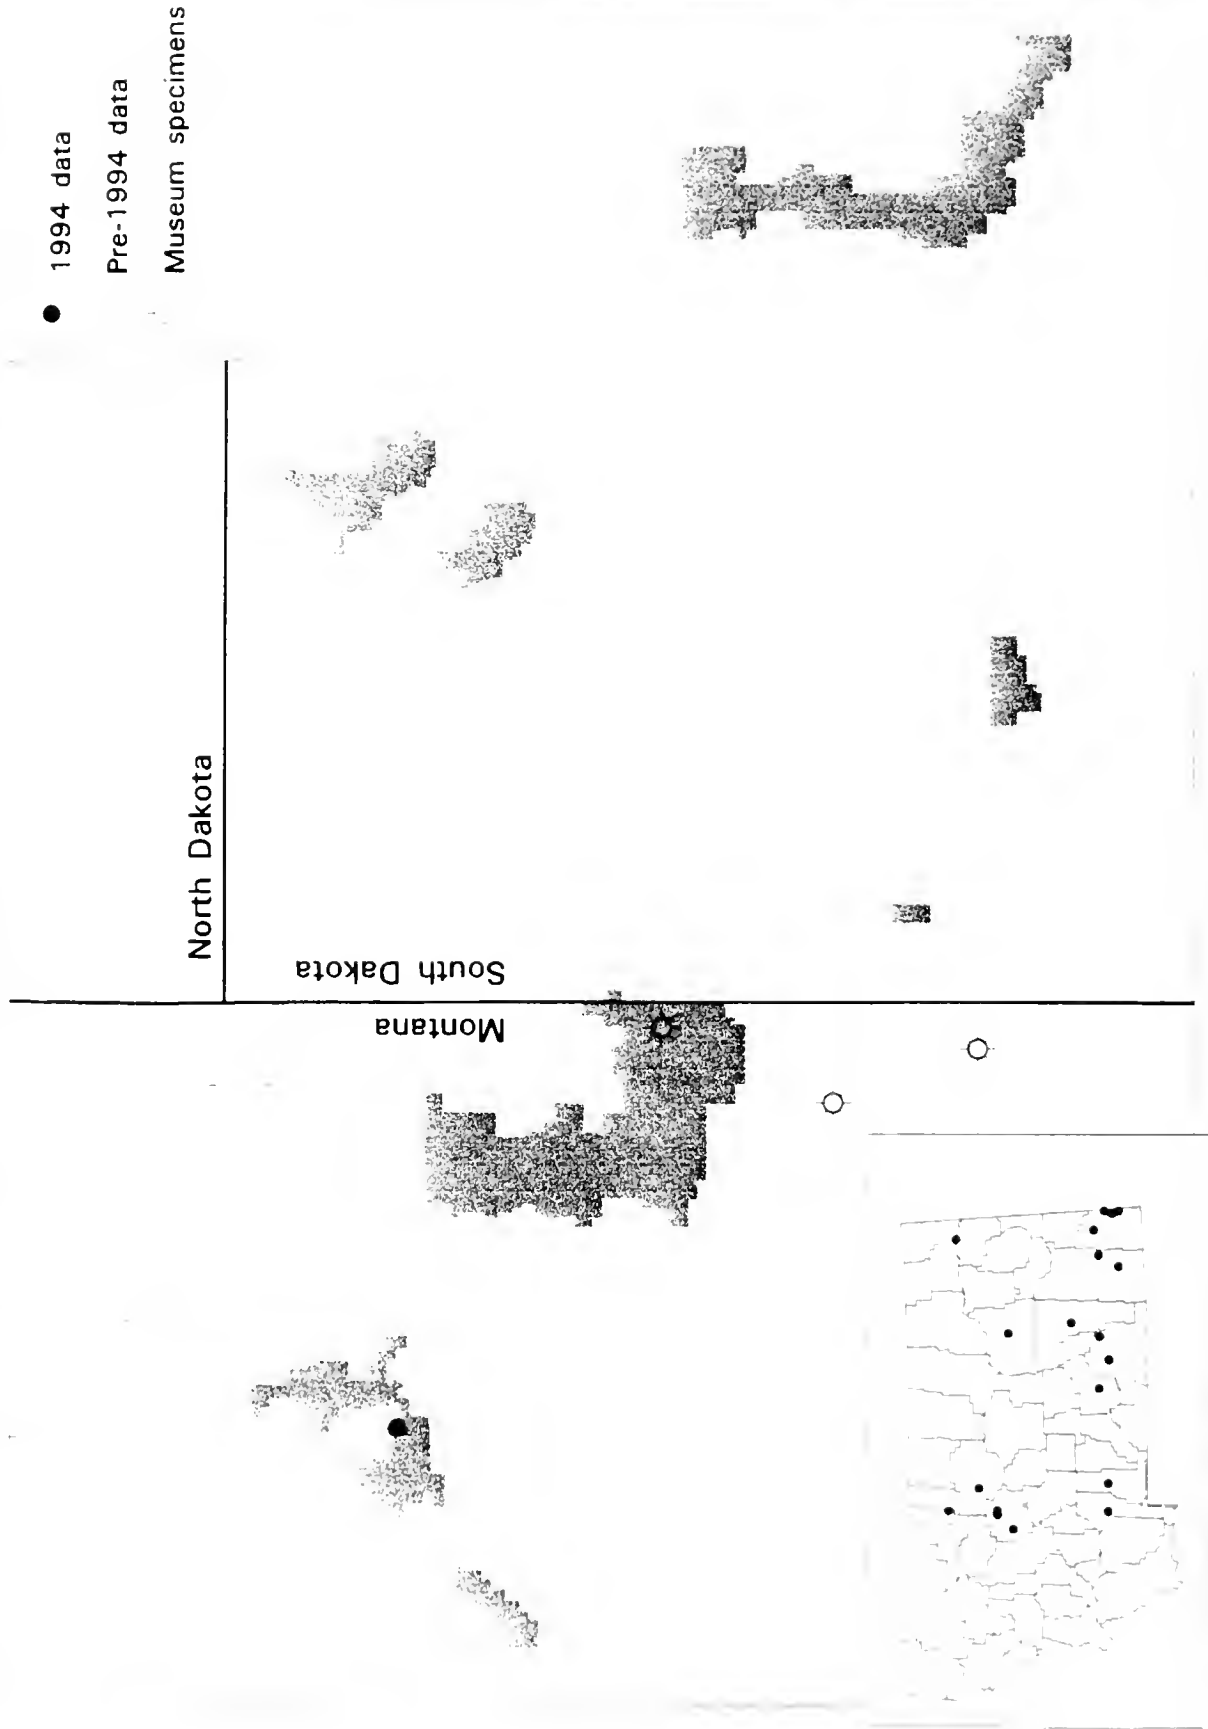 1994 data
Pre-1994 data
Museum specimens
North Dakota
South Dakota
Montana